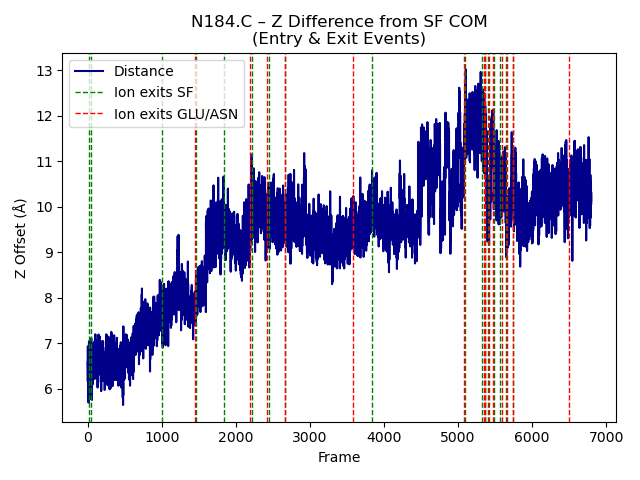 N184.C – Z Difference from SF COM
(Entry & Exit Events)
Distance
Ion exits SF
Ion exits GLU/ASN
Z Offset (Å)
13
12
11
10
9
8
7
6
0 1000 2000 3000 4000 5000 6000 7000
Frame